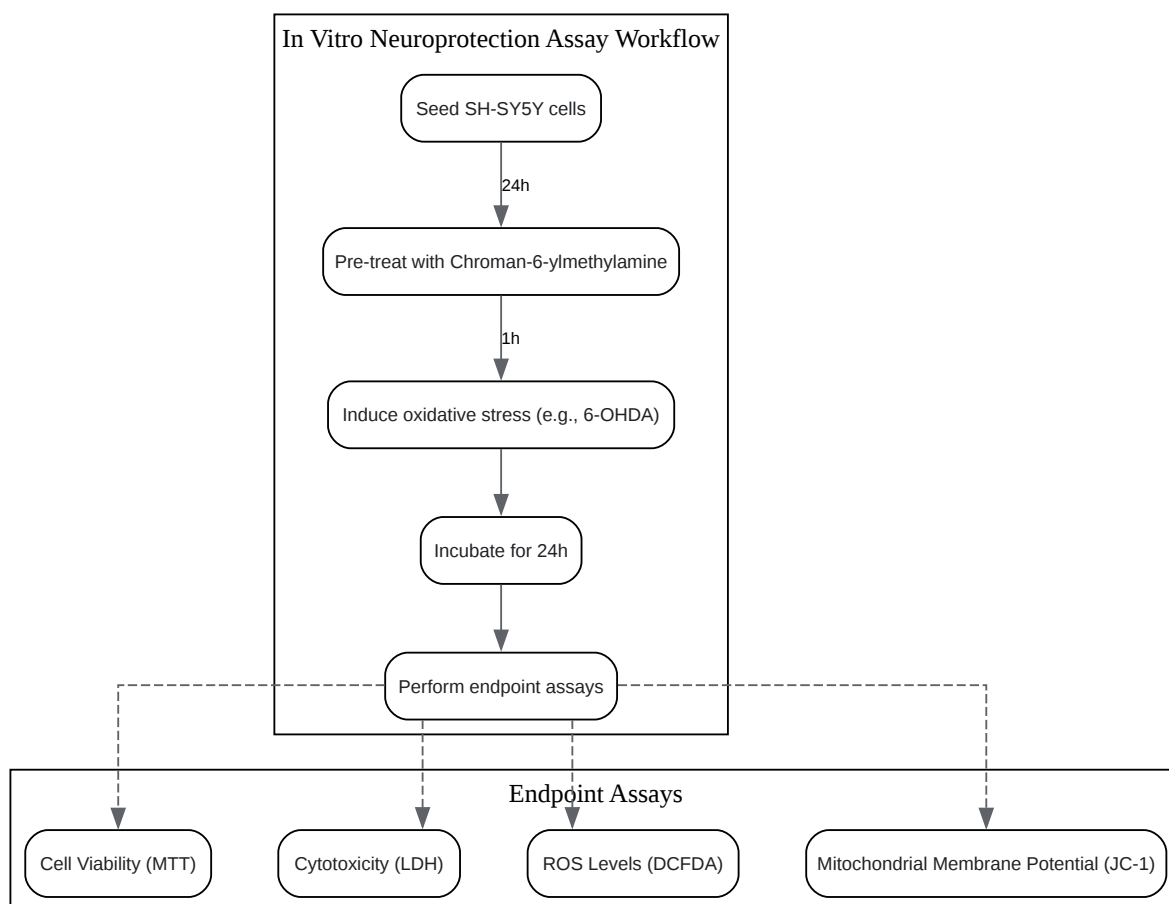 In Vitro Neuroprotection Assay Workflow
Seed SH-SY5Y cells
24h
Pre-treat with Chroman-6-ylmethylamine
1h
Induce oxidative stress (e.g., 6-OHDA)
Incubate for 24h
Perform endpoint assays
Endpoint Assays
Cell Viability (MTT)
Cytotoxicity (LDH)
ROS Levels (DCFDA)
Mitochondrial Membrane Potential (JC-1)